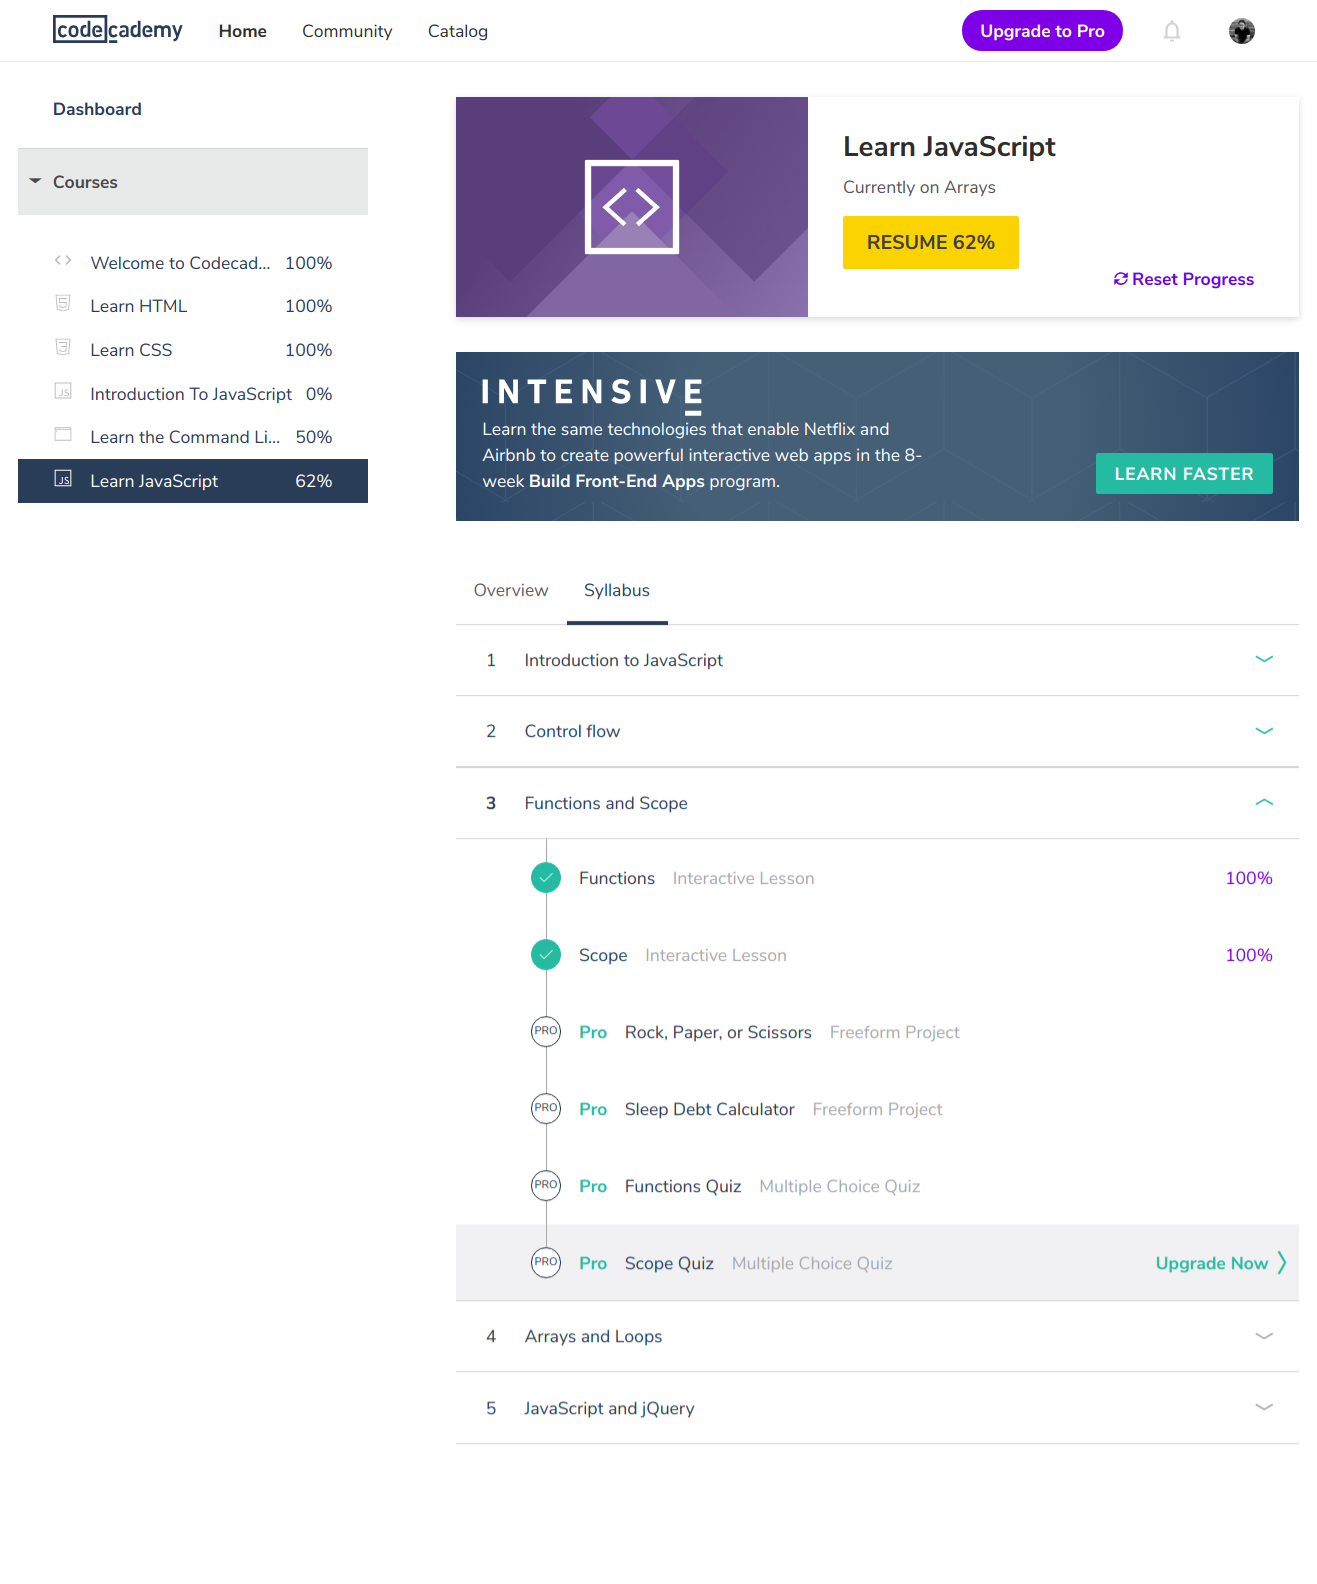 codecademy Home Community Catalog Upgrade to Pro
Dashboard
Courses
Welcome to Codecad... 100%
Learn HTML 100%
Learn CSS 100%
JS Introduction To JavaScript 0%
Learn the Command Li... 50%
JS Learn JavaScript 62%
Learn JavaScript
Currently on Arrays
RESUME 62%
Reset Progress
INTENSIVE
Learn the same technologies that enable Netflix and
Airbnb to create powerful interactive web apps in the 8-
week Build Front-End Apps program.
LEARN FASTER
Overview Syllabus
1 Introduction to JavaScript
2 Control flow
3 Functions and Scope
Functions Interactive Lesson 100%
Scope Interactive Lesson 100%
PRO Pro Rock, Paper, or Scissors Freeform Project
PRO Pro Sleep Debt Calculator Freeform Project
PRO Pro Functions Quiz Multiple Choice Quiz
PRO Pro Scope Quiz Multiple Choice Quiz Upgrade Now
4 Arrays and Loops
5 JavaScript and jQuery